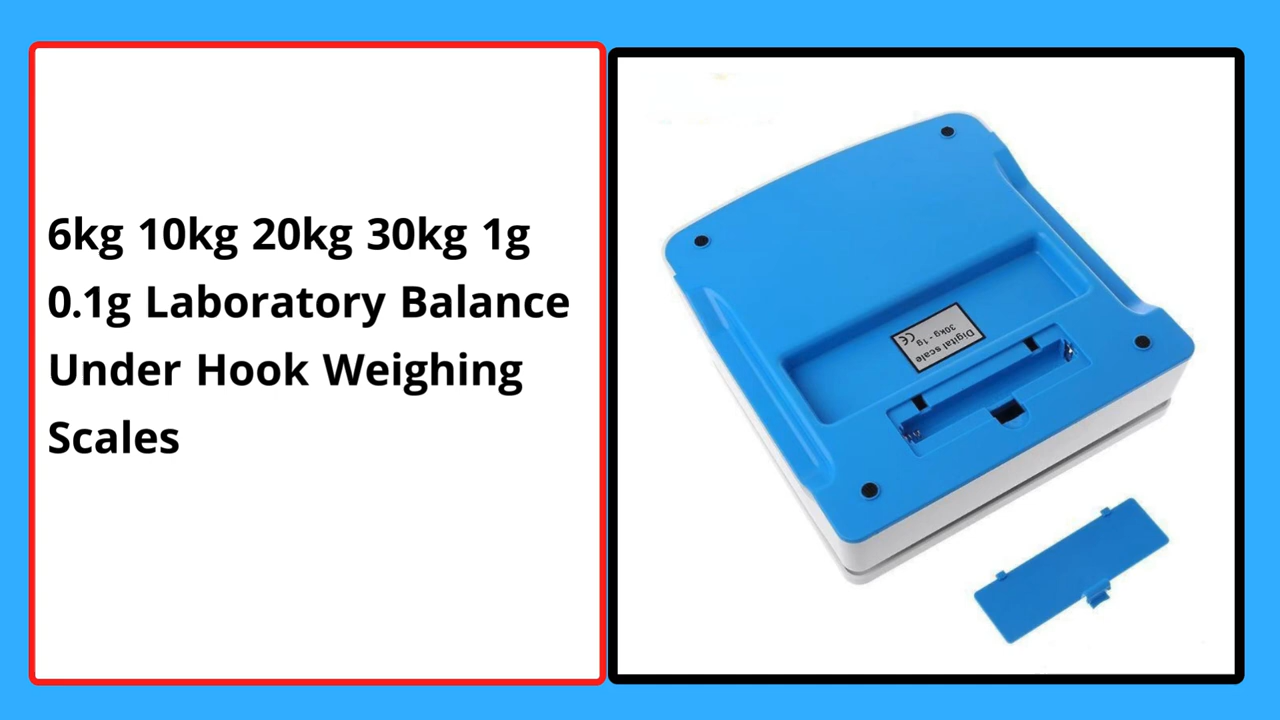 6kg 10kg 20kg 30kg 1g
0.1g Laboratory Balance
Under Hook Weighing
Scales
Digital scale
30kg - 1g
CE